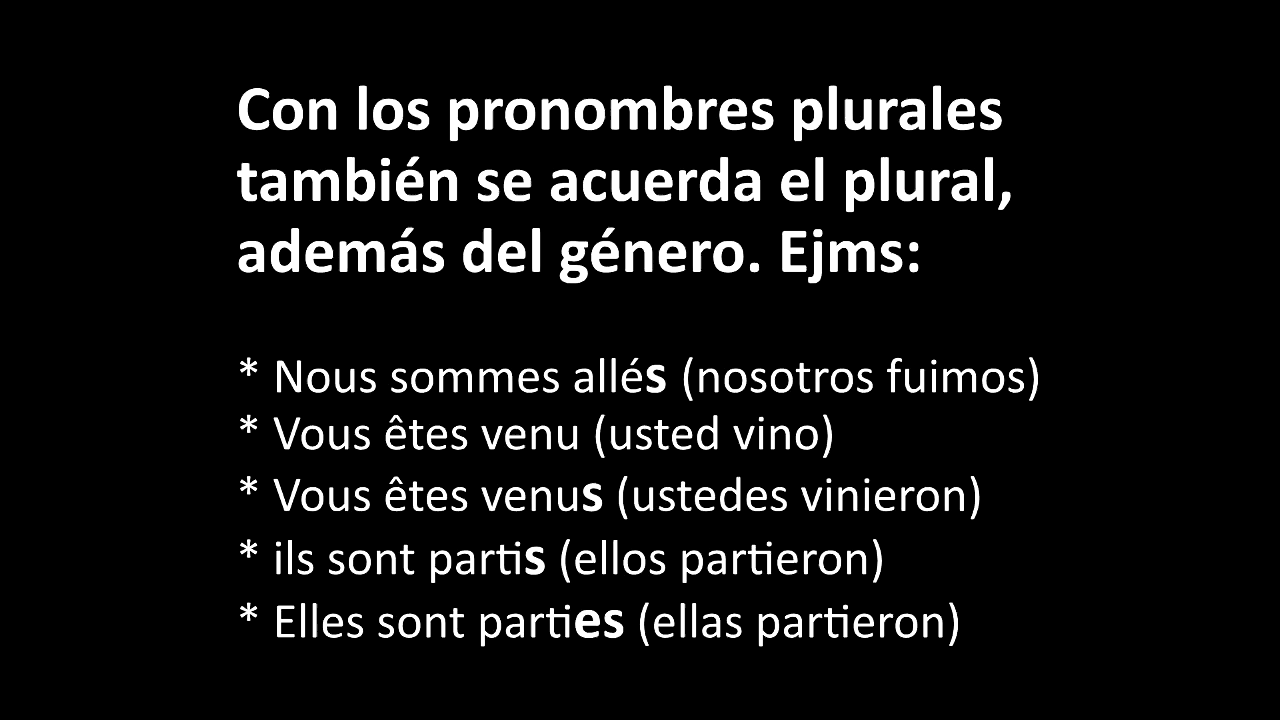 Con los pronombres plurales
también se acuerda el plural,
además del género. Ejms:
* Nous sommes allés (nosotros fuimos)
* Vous êtes venu (usted vino)
* Vous êtes venus (ustedes vinieron)
* ils sont partis (ellos partieron)
* Elles sont parties (ellas partieron)